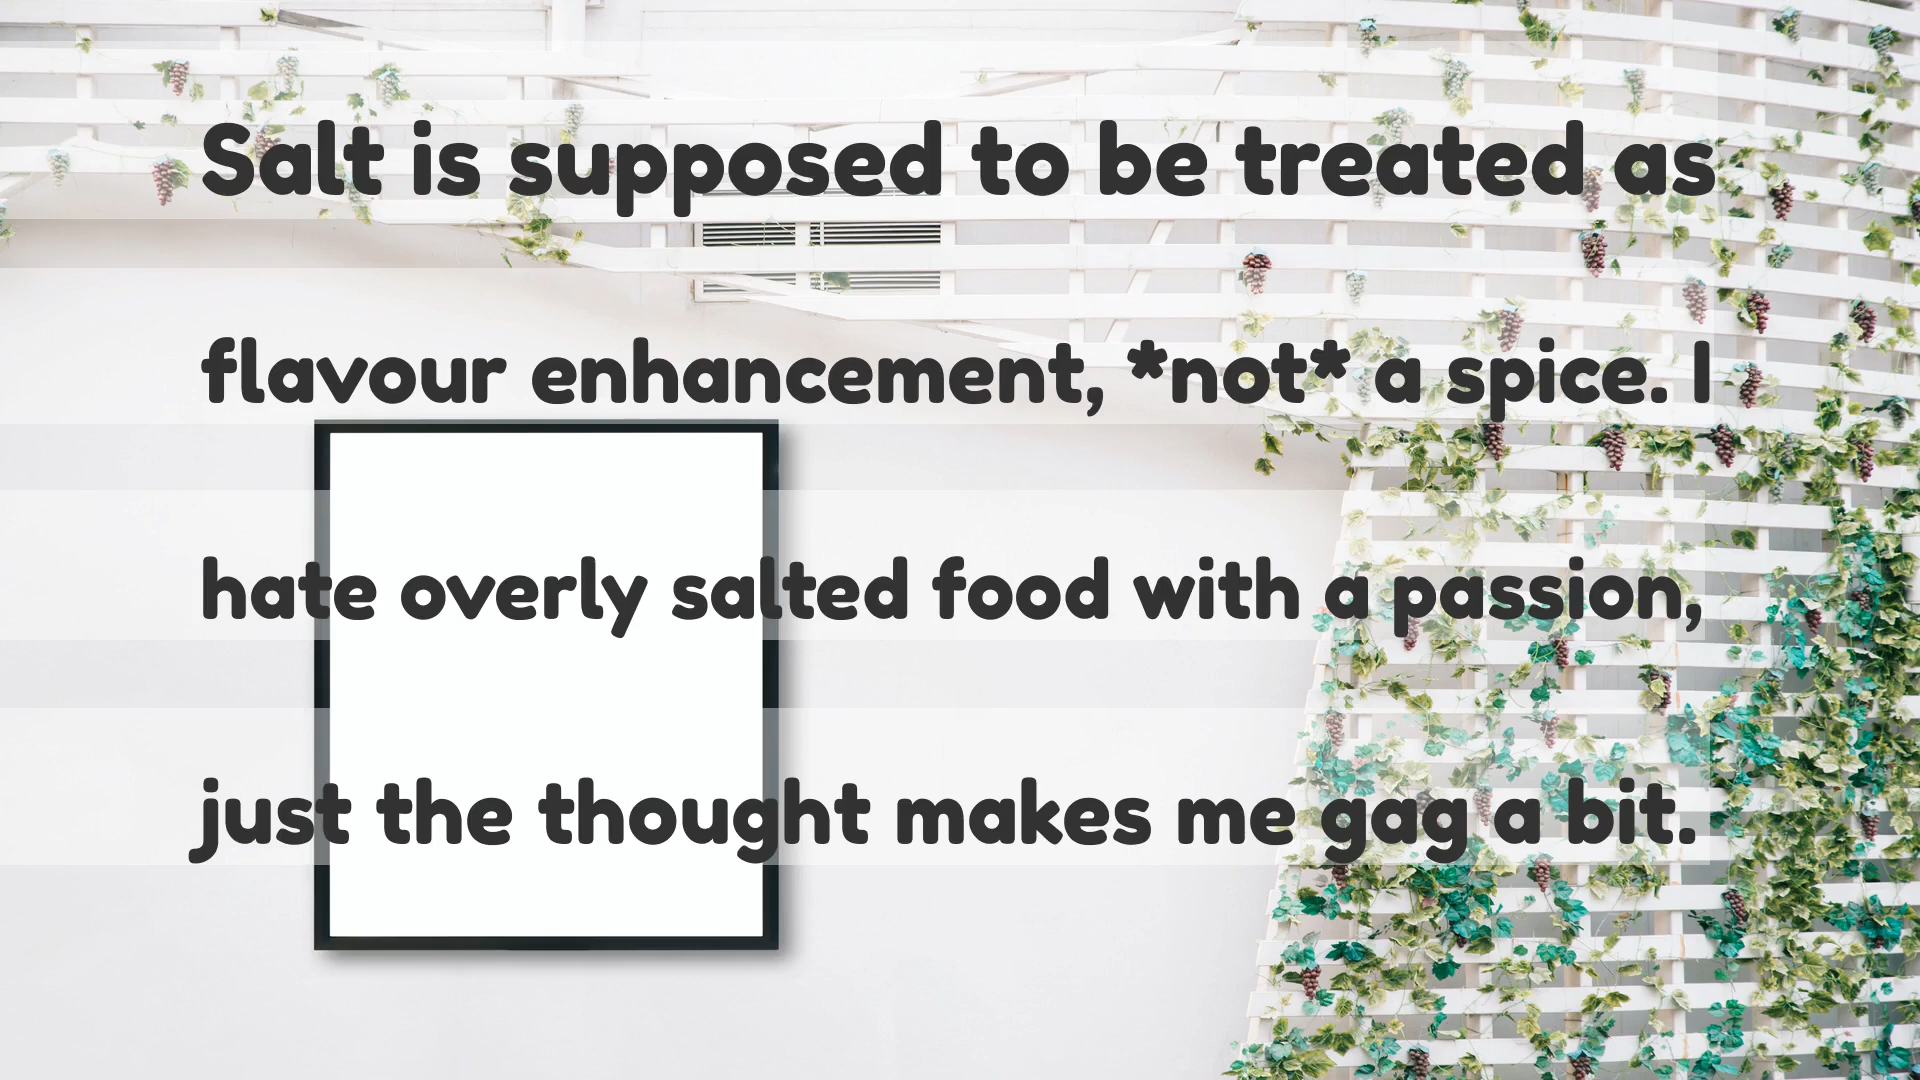 Salt is supposed to be treated as
flavour enhancement, *not* a spice. I
hate overly salted food with a passion,
just the thought makes me gag a bit.